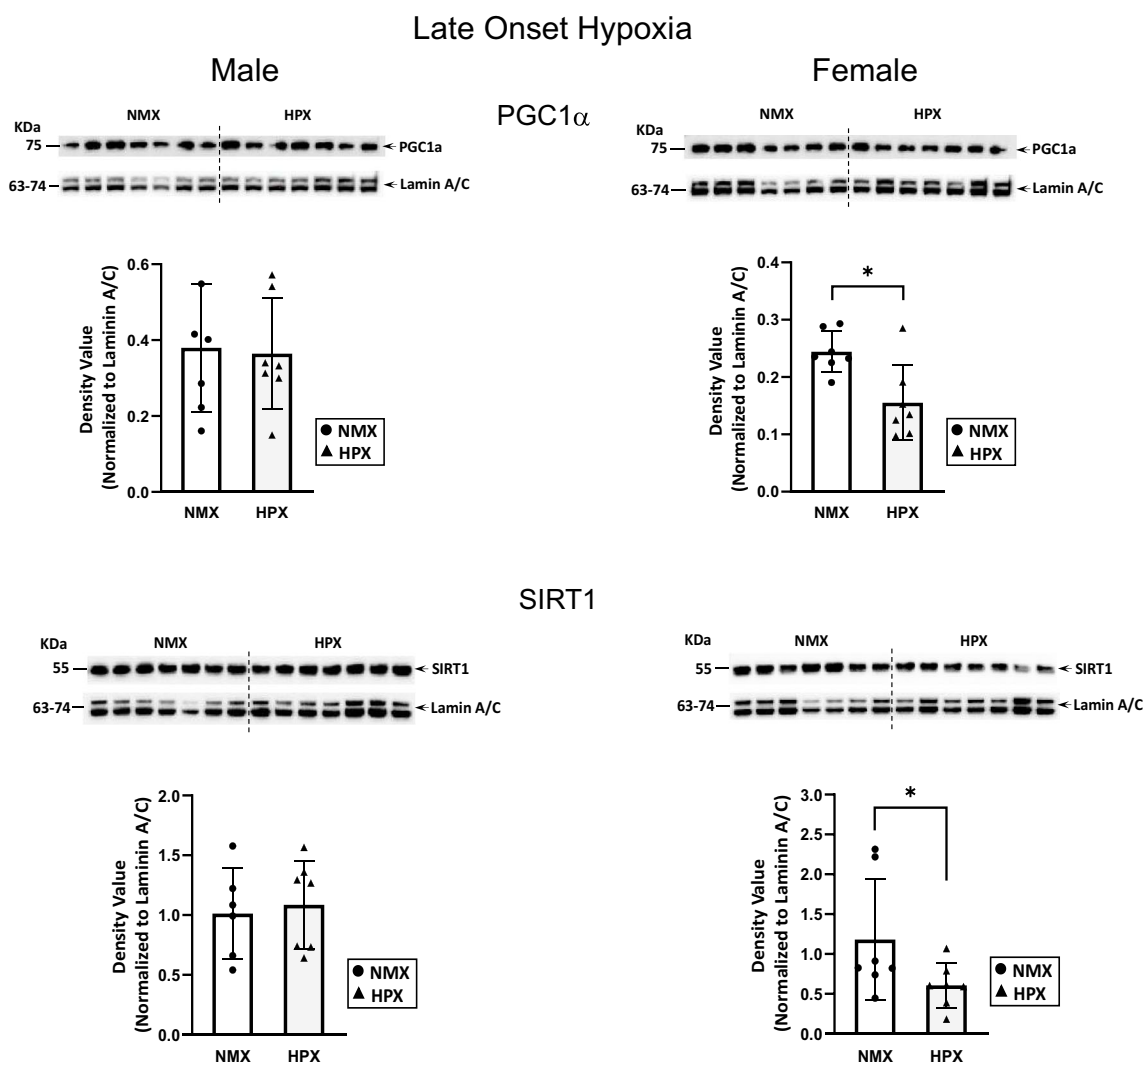 Late Onset Hypoxia
Male
Female
PGC1α
NMX HPX
KDa
75
PGC1a
63-74
Lamin A/C
NMX HPX
KDa
75
PGC1a
63-74
Lamin A/C
Density Value
(Normalized to Laminin A/C)
0.6
0.4
0.2
0.0
NMX HPX
NMX
HPX
*
Density Value
(Normalized to Laminin A/C)
0.4
0.3
0.2
0.1
0.0
NMX HPX
NMX
HPX
SIRT1
NMX HPX
KDa
55
SIRT1
63-74
Lamin A/C
NMX HPX
KDa
55
SIRT1
63-74
Lamin A/C
Density Value
(Normalized to Laminin A/C)
2.0
1.5
1.0
0.5
0.0
NMX HPX
NMX
HPX
*
Density Value
(Normalized to Laminin A/C)
3.0
2.5
2.0
1.5
1.0
0.5
0.0
NMX HPX
NMX
HPX